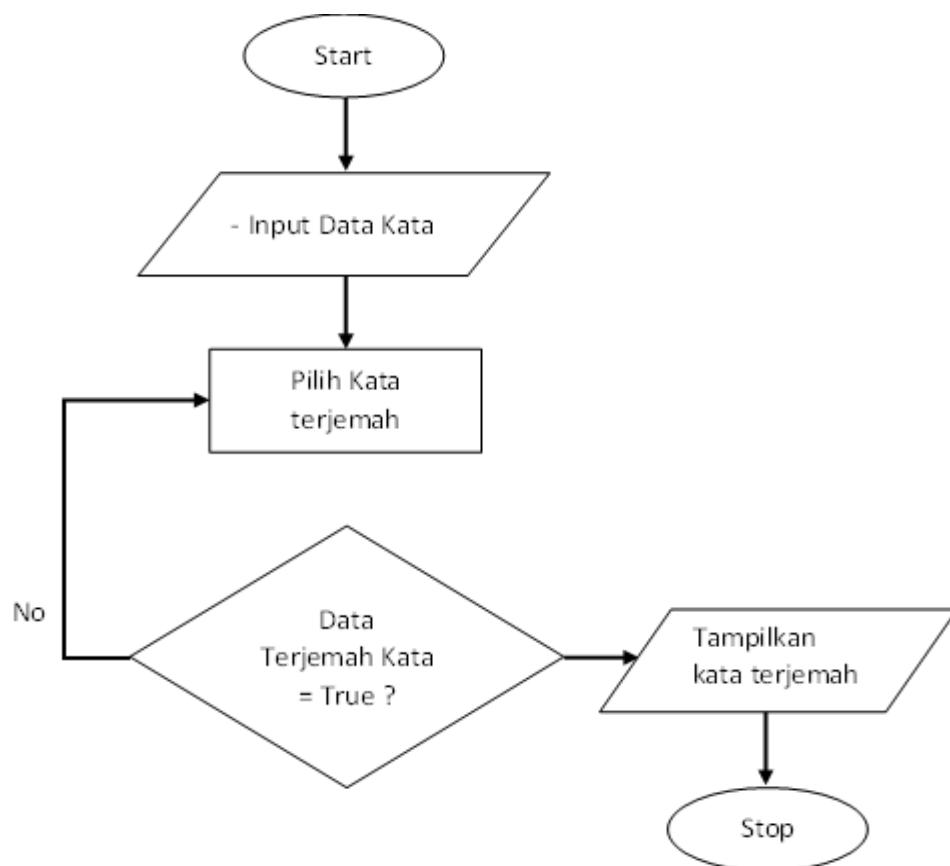 Start
- Input Data Kata
Pilih Kata
terjemah
No
Data
Terjemah Kata
= True ?
Tampilkan
kata terjemah
Stop